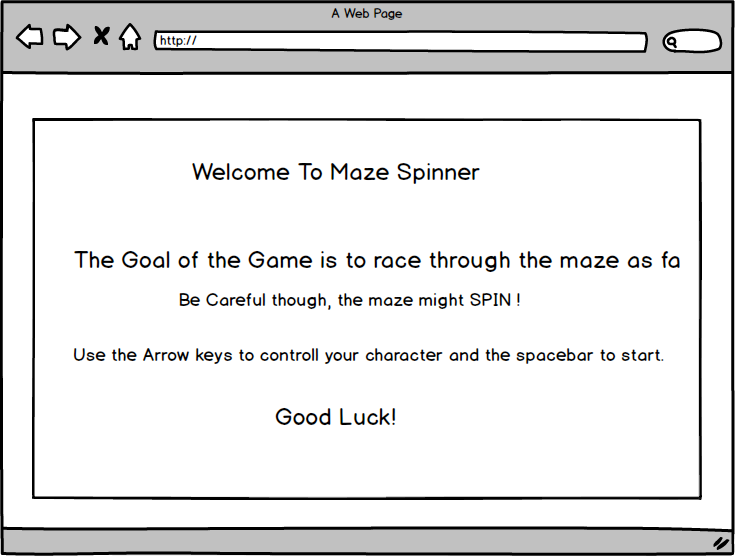 A Web Page
http://
Welcome To Maze Spinner
The Goal of the Game is to race through the maze as fa
Be Careful though, the maze might SPIN !
Use the Arrow keys to controll your character and the spacebar to start.
Good Luck!